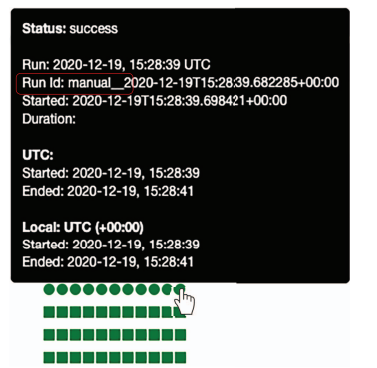 Status: success
Run: 2020-12-19, 15:28:39 UTC
Run Id: manual__2020-12-19T15:28:39.682285+00:00
Started: 2020-12-19T15:28:39.698421+00:00
Duration:
UTC:
Started: 2020-12-19, 15:28:39
Ended: 2020-12-19, 15:28:41
Local: UTC (+00:00)
Started: 2020-12-19, 15:28:39
Ended: 2020-12-19, 15:28:41